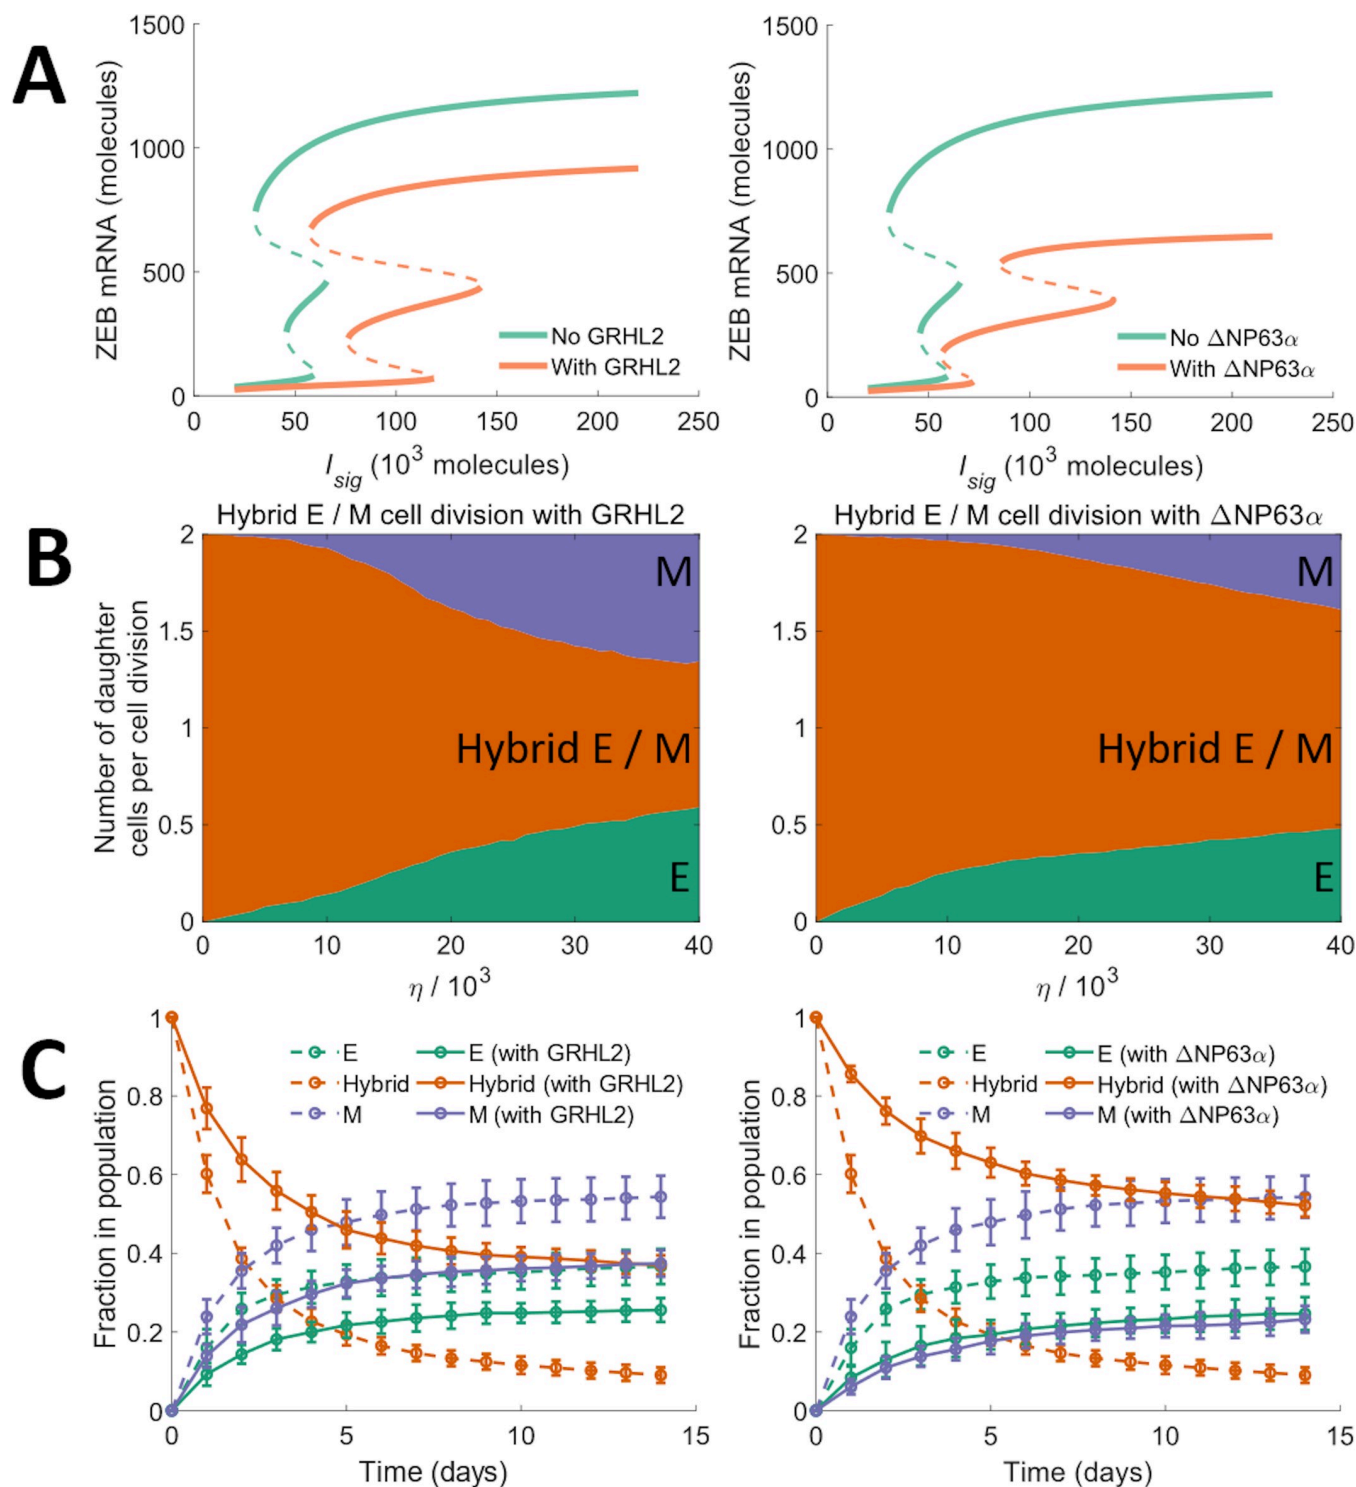 A
1500
1000
500
0
ZEB mRNA (molecules)
No GRHL2
With GRHL2
0 50 100 150 200 250
I_sig (10^3 molecules)
1500
1000
500
0
ZEB mRNA (molecules)
No ΔNP63α
With ΔNP63α
0 50 100 150 200 250
I_sig (10^3 molecules)
B
Hybrid E / M cell division with GRHL2
2
1.5
1
0.5
0
Number of daughter
cells per cell division
M
Hybrid E / M
E
0 10 20 30 40
η / 10^3
Hybrid E / M cell division with ΔNP63α
2
1.5
1
0.5
0
M
Hybrid E / M
E
0 10 20 30 40
η / 10^3
C
1
0.8
0.6
0.4
0.2
0
Fraction in population
E E (with GRHL2)
Hybrid Hybrid (with GRHL2)
M M (with GRHL2)
0 5 10 15
Time (days)
1
0.8
0.6
0.4
0.2
0
Fraction in population
E E (with ΔNP63α)
Hybrid Hybrid (with ΔNP63α)
M M (with ΔNP63α)
0 5 10 15
Time (days)